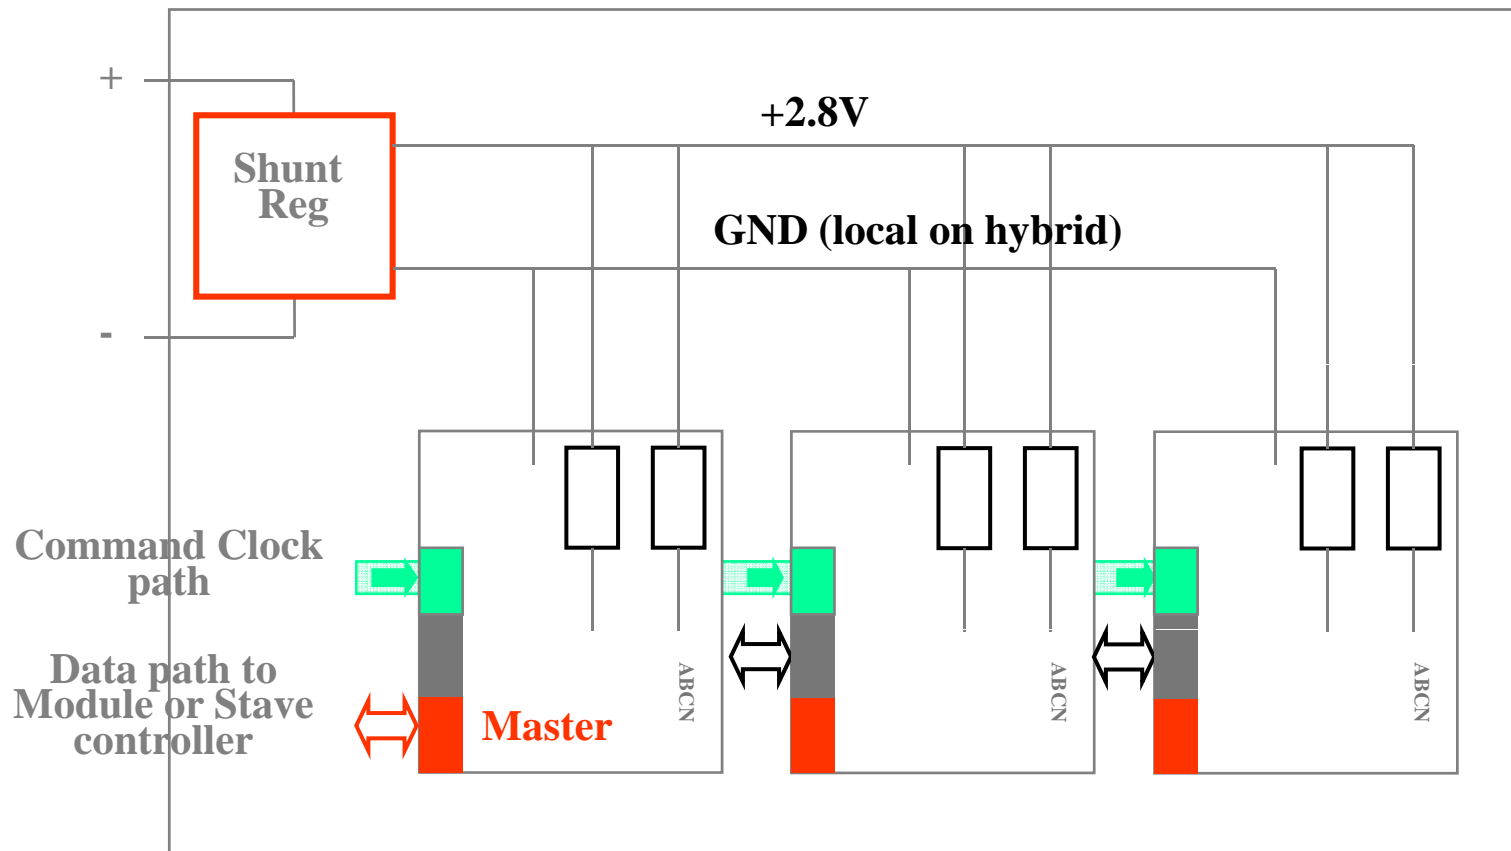 +
+2.8V
Shunt
Reg
GND (local on hybrid)
-
Command Clock
path
Data path to
Module or Stave
controller
Master
ABCN
ABCN
ABCN